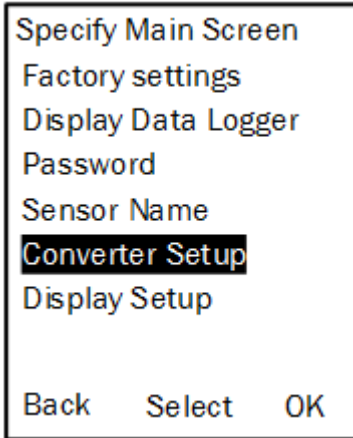 Specify Main Screen
Factory settings
Display Data Logger
Password
Sensor Name
Converter Setup
Display Setup
Back Select OK